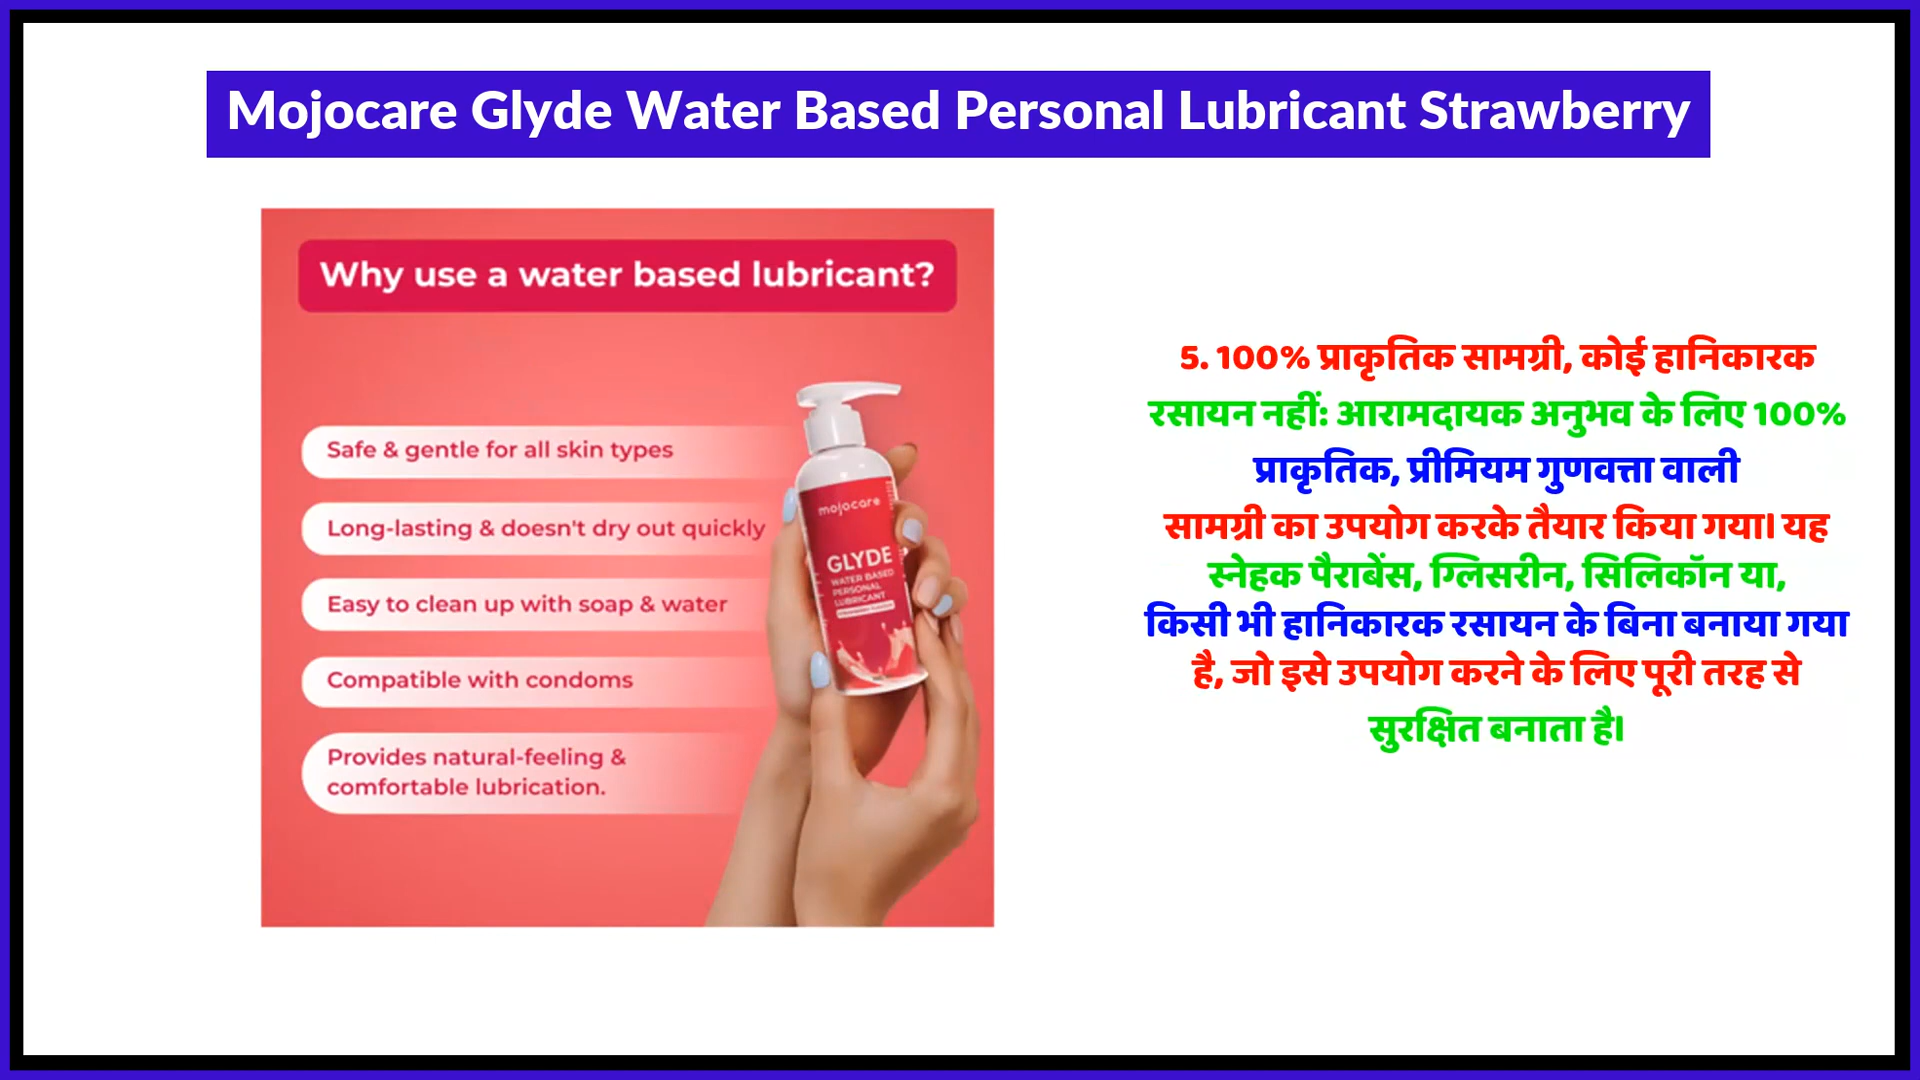 Mojocare Glyde Water Based Personal Lubricant Strawberry
Why use a water based lubricant?
Safe & gentle for all skin types
Long-lasting & doesn't dry out quickly
Easy to clean up with soap & water
Compatible with condoms
Provides natural-feeling &
comfortable lubrication.
mojocare
GLYDE
WATER BASED
PERSONAL
LUBRICANT
5. 100% प्राकृतिक सामग्री, कोई हानिकारक
रसायन नहीं: आरामदायक अनुभव के लिए 100%
प्राकृतिक, प्रीमियम गुणवत्ता वाली
सामग्री का उपयोग करके तैयार किया गया। यह
स्नेहक पैराबेंस, ग्लिसरीन, सिलिकॉन या,
किसी भी हानिकारक रसायन के बिना बनाया गया
है, जो इसे उपयोग करने के लिए पूरी तरह से
सुरक्षित बनाता है।